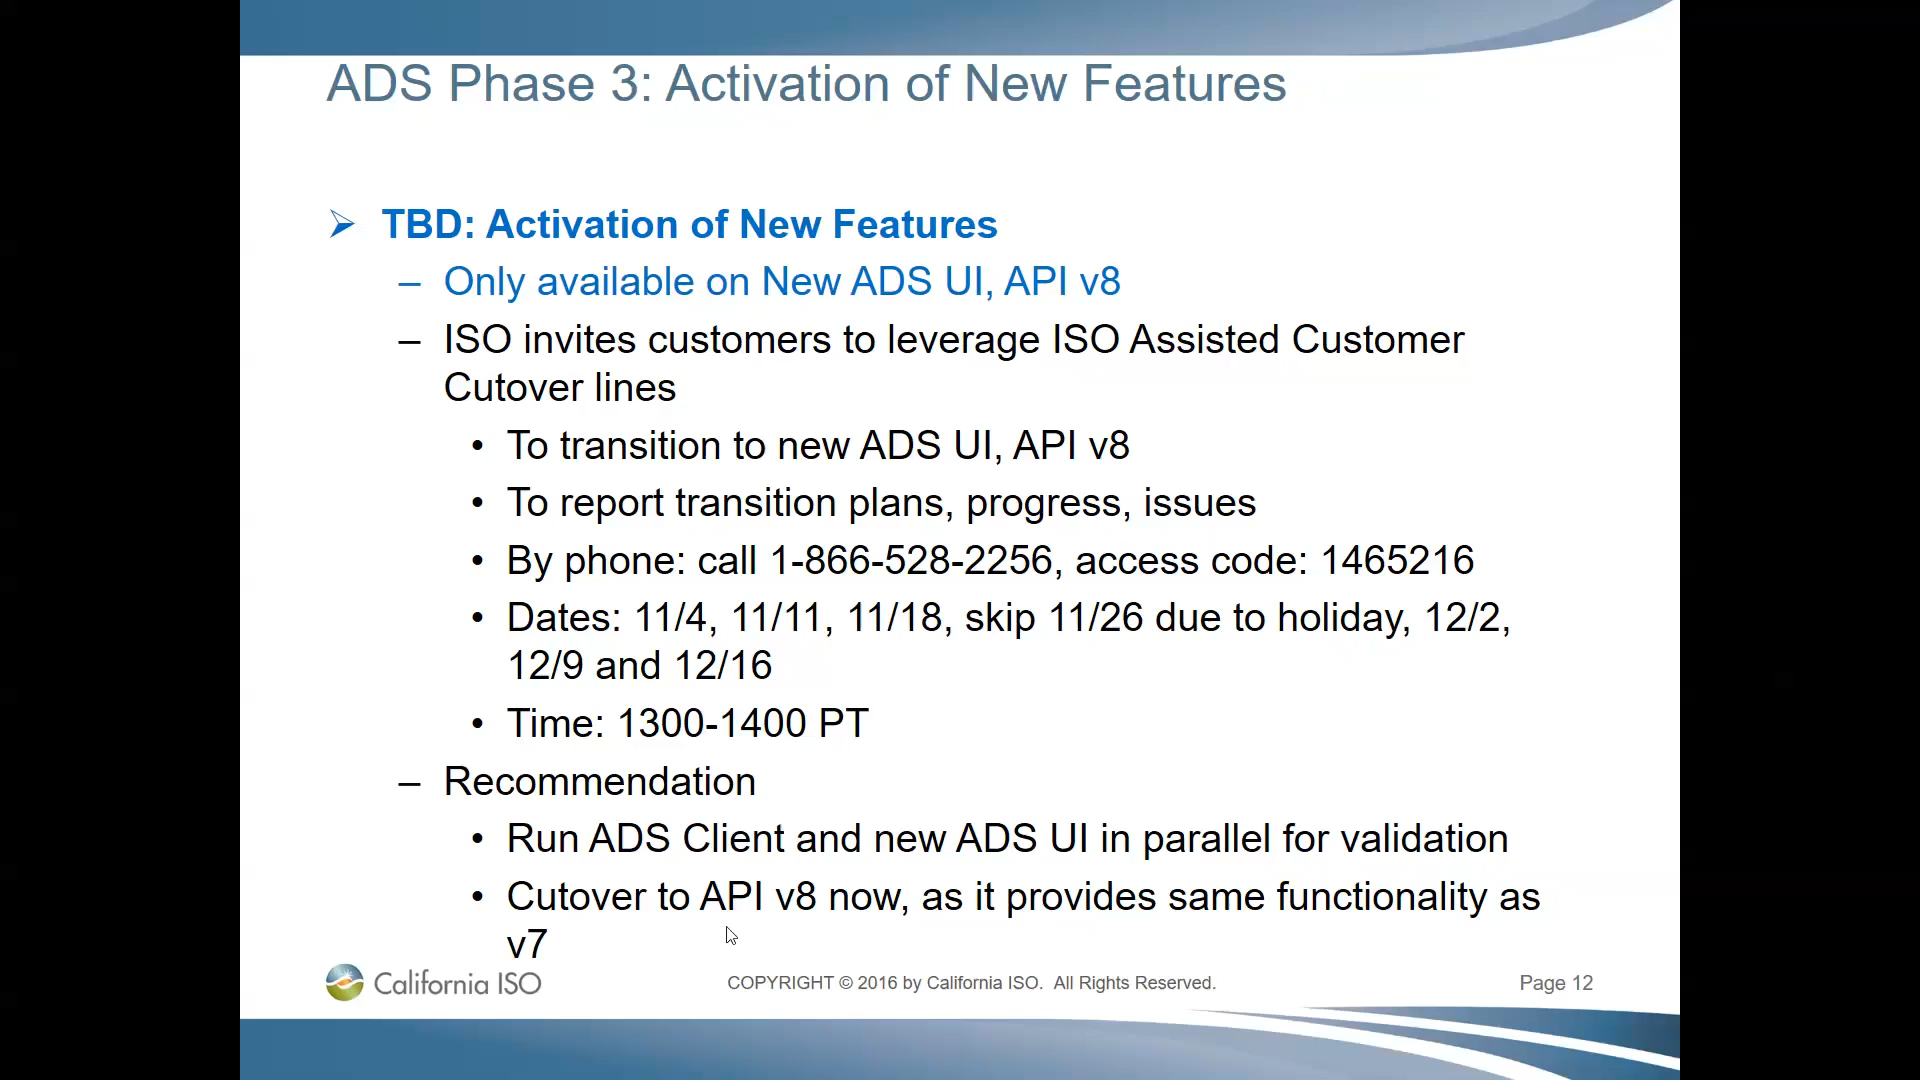 ADS Phase 3: Activation of New Features
➢ TBD: Activation of New Features
– Only available on New ADS UI, API v8
– ISO invites customers to leverage ISO Assisted Customer
Cutover lines
• To transition to new ADS UI, API v8
• To report transition plans, progress, issues
• By phone: call 1-866-528-2256, access code: 1465216
• Dates: 11/4, 11/11, 11/18, skip 11/26 due to holiday, 12/2,
12/9 and 12/16
• Time: 1300-1400 PT
– Recommendation
• Run ADS Client and new ADS UI in parallel for validation
• Cutover to API v8 now, as it provides same functionality as
v7
California ISO
COPYRIGHT © 2016 by California ISO. All Rights Reserved.
Page 12